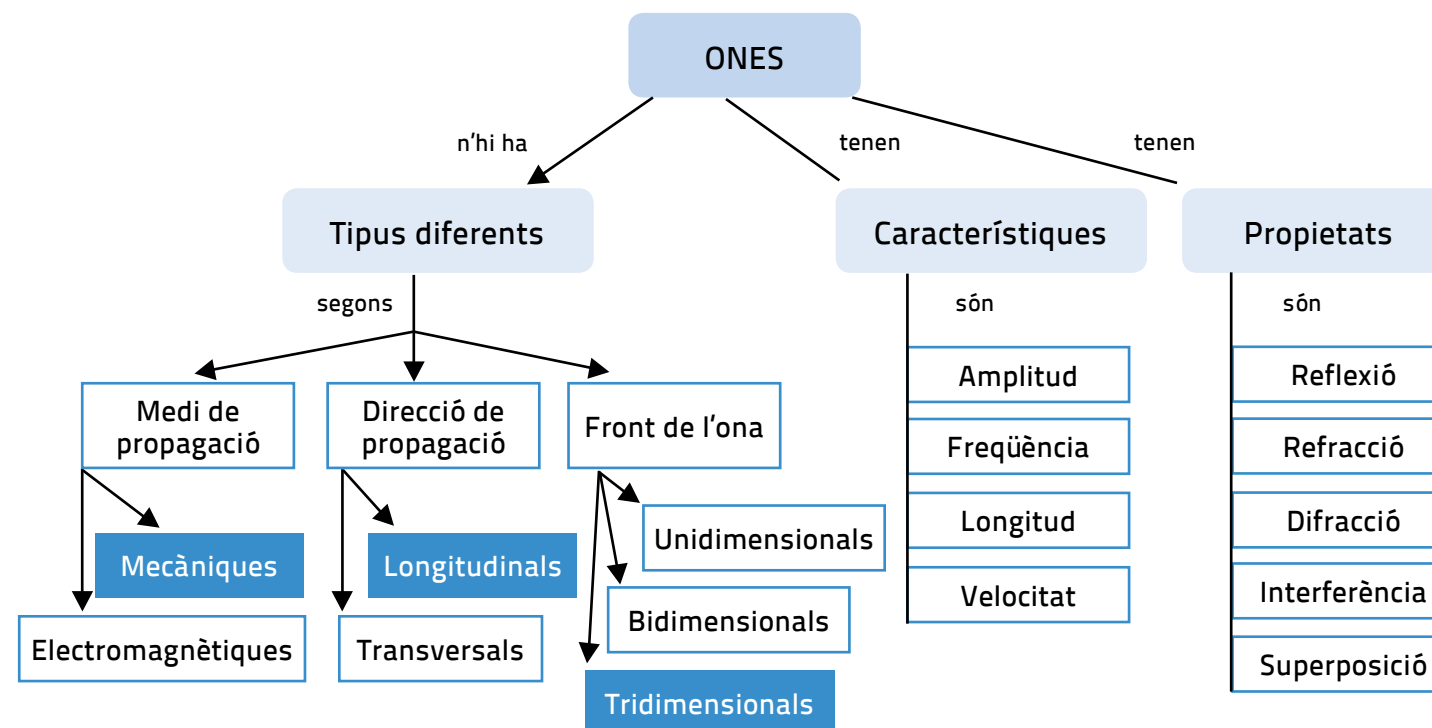 ONES
n'hi ha
tenen
tenen
Tipus diferents
Característiques
Propietats
segons
són
són
Medi de
propagació
Direcció de
propagació
Front de l'ona
Mecàniques
Electromagnètiques
Longitudinals
Transversals
Unidimensionals
Bidimensionals
Tridimensionals
Amplitud
Freqüència
Longitud
Velocitat
Reflexió
Refracció
Difracció
Interferència
Superposició